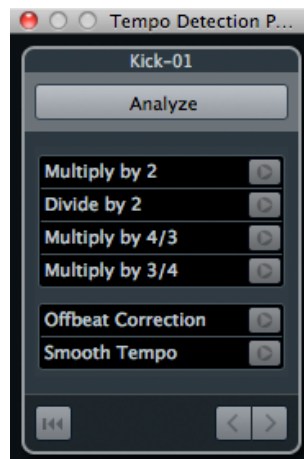 Tempo Detection P...
Kick-01
Analyze
Multiply by 2
Divide by 2
Multiply by 4/3
Multiply by 3/4
Offbeat Correction
Smooth Tempo